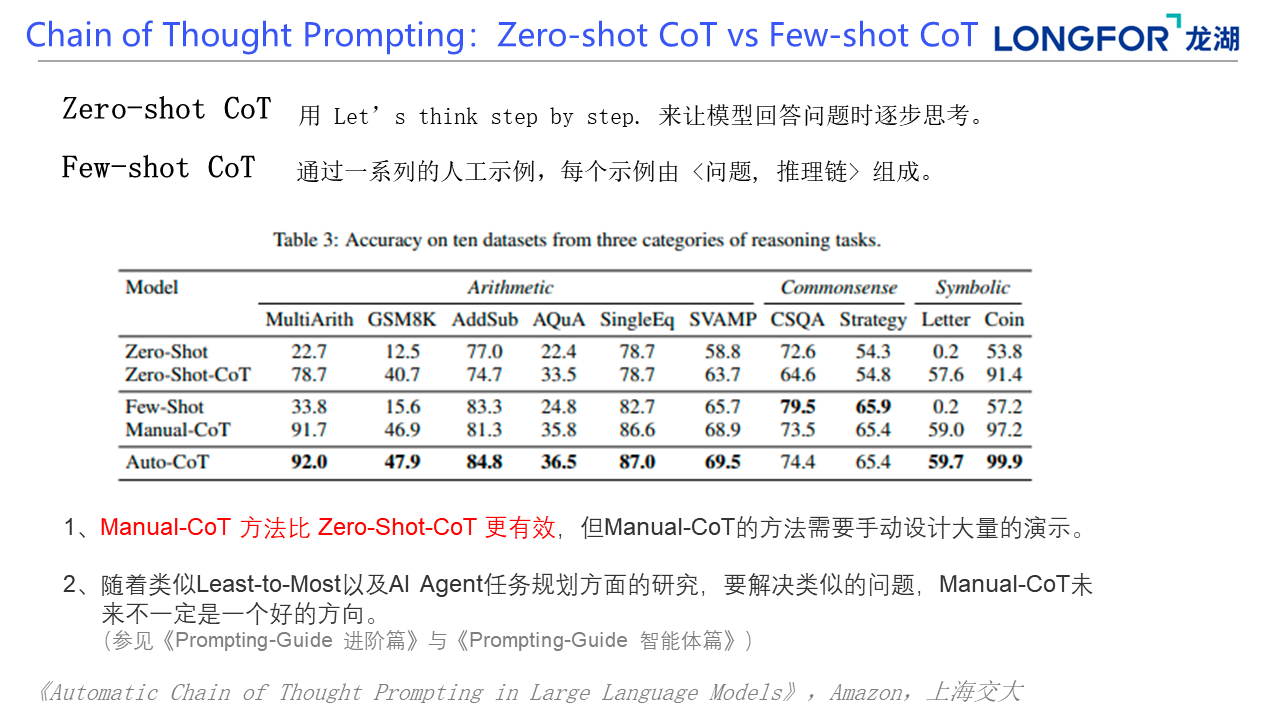 Chain of Thought Prompting：Zero-shot CoT vs Few-shot CoT
LONGFOR 龙湖
Zero-shot CoT 用 Let’s think step by step. 来让模型回答问题时逐步思考。
Few-shot CoT 通过一系列的人工示例，每个示例由 <问题, 推理链> 组成。
Table 3: Accuracy on ten datasets from three categories of reasoning tasks.
Model Arithmetic Commonsense Symbolic
MultiArith GSM8K AddSub AQuA SingleEq SVAMP CSQA Strategy Letter Coin
Zero-Shot 22.7 12.5 77.0 22.4 78.7 58.8 72.6 54.3 0.2 53.8
Zero-Shot-CoT 78.7 40.7 74.7 33.5 78.7 63.7 64.6 54.8 57.6 91.4
Few-Shot 33.8 15.6 83.3 24.8 82.7 65.7 79.5 65.9 0.2 57.2
Manual-CoT 91.7 46.9 81.3 35.8 86.6 68.9 73.5 65.4 59.0 97.2
Auto-CoT 92.0 47.9 84.8 36.5 87.0 69.5 74.4 65.4 59.7 99.9
1、Manual-CoT 方法比 Zero-Shot-CoT 更有效，但Manual-CoT的方法需要手动设计大量的演示。
2、随着类似Least-to-Most以及AI Agent任务规划方面的研究，要解决类似的问题，Manual-CoT未
来不一定是一个好的方向。
（参见《Prompting-Guide 进阶篇》与《Prompting-Guide 智能体篇》）
《Automatic Chain of Thought Prompting in Large Language Models》，Amazon，上海交大